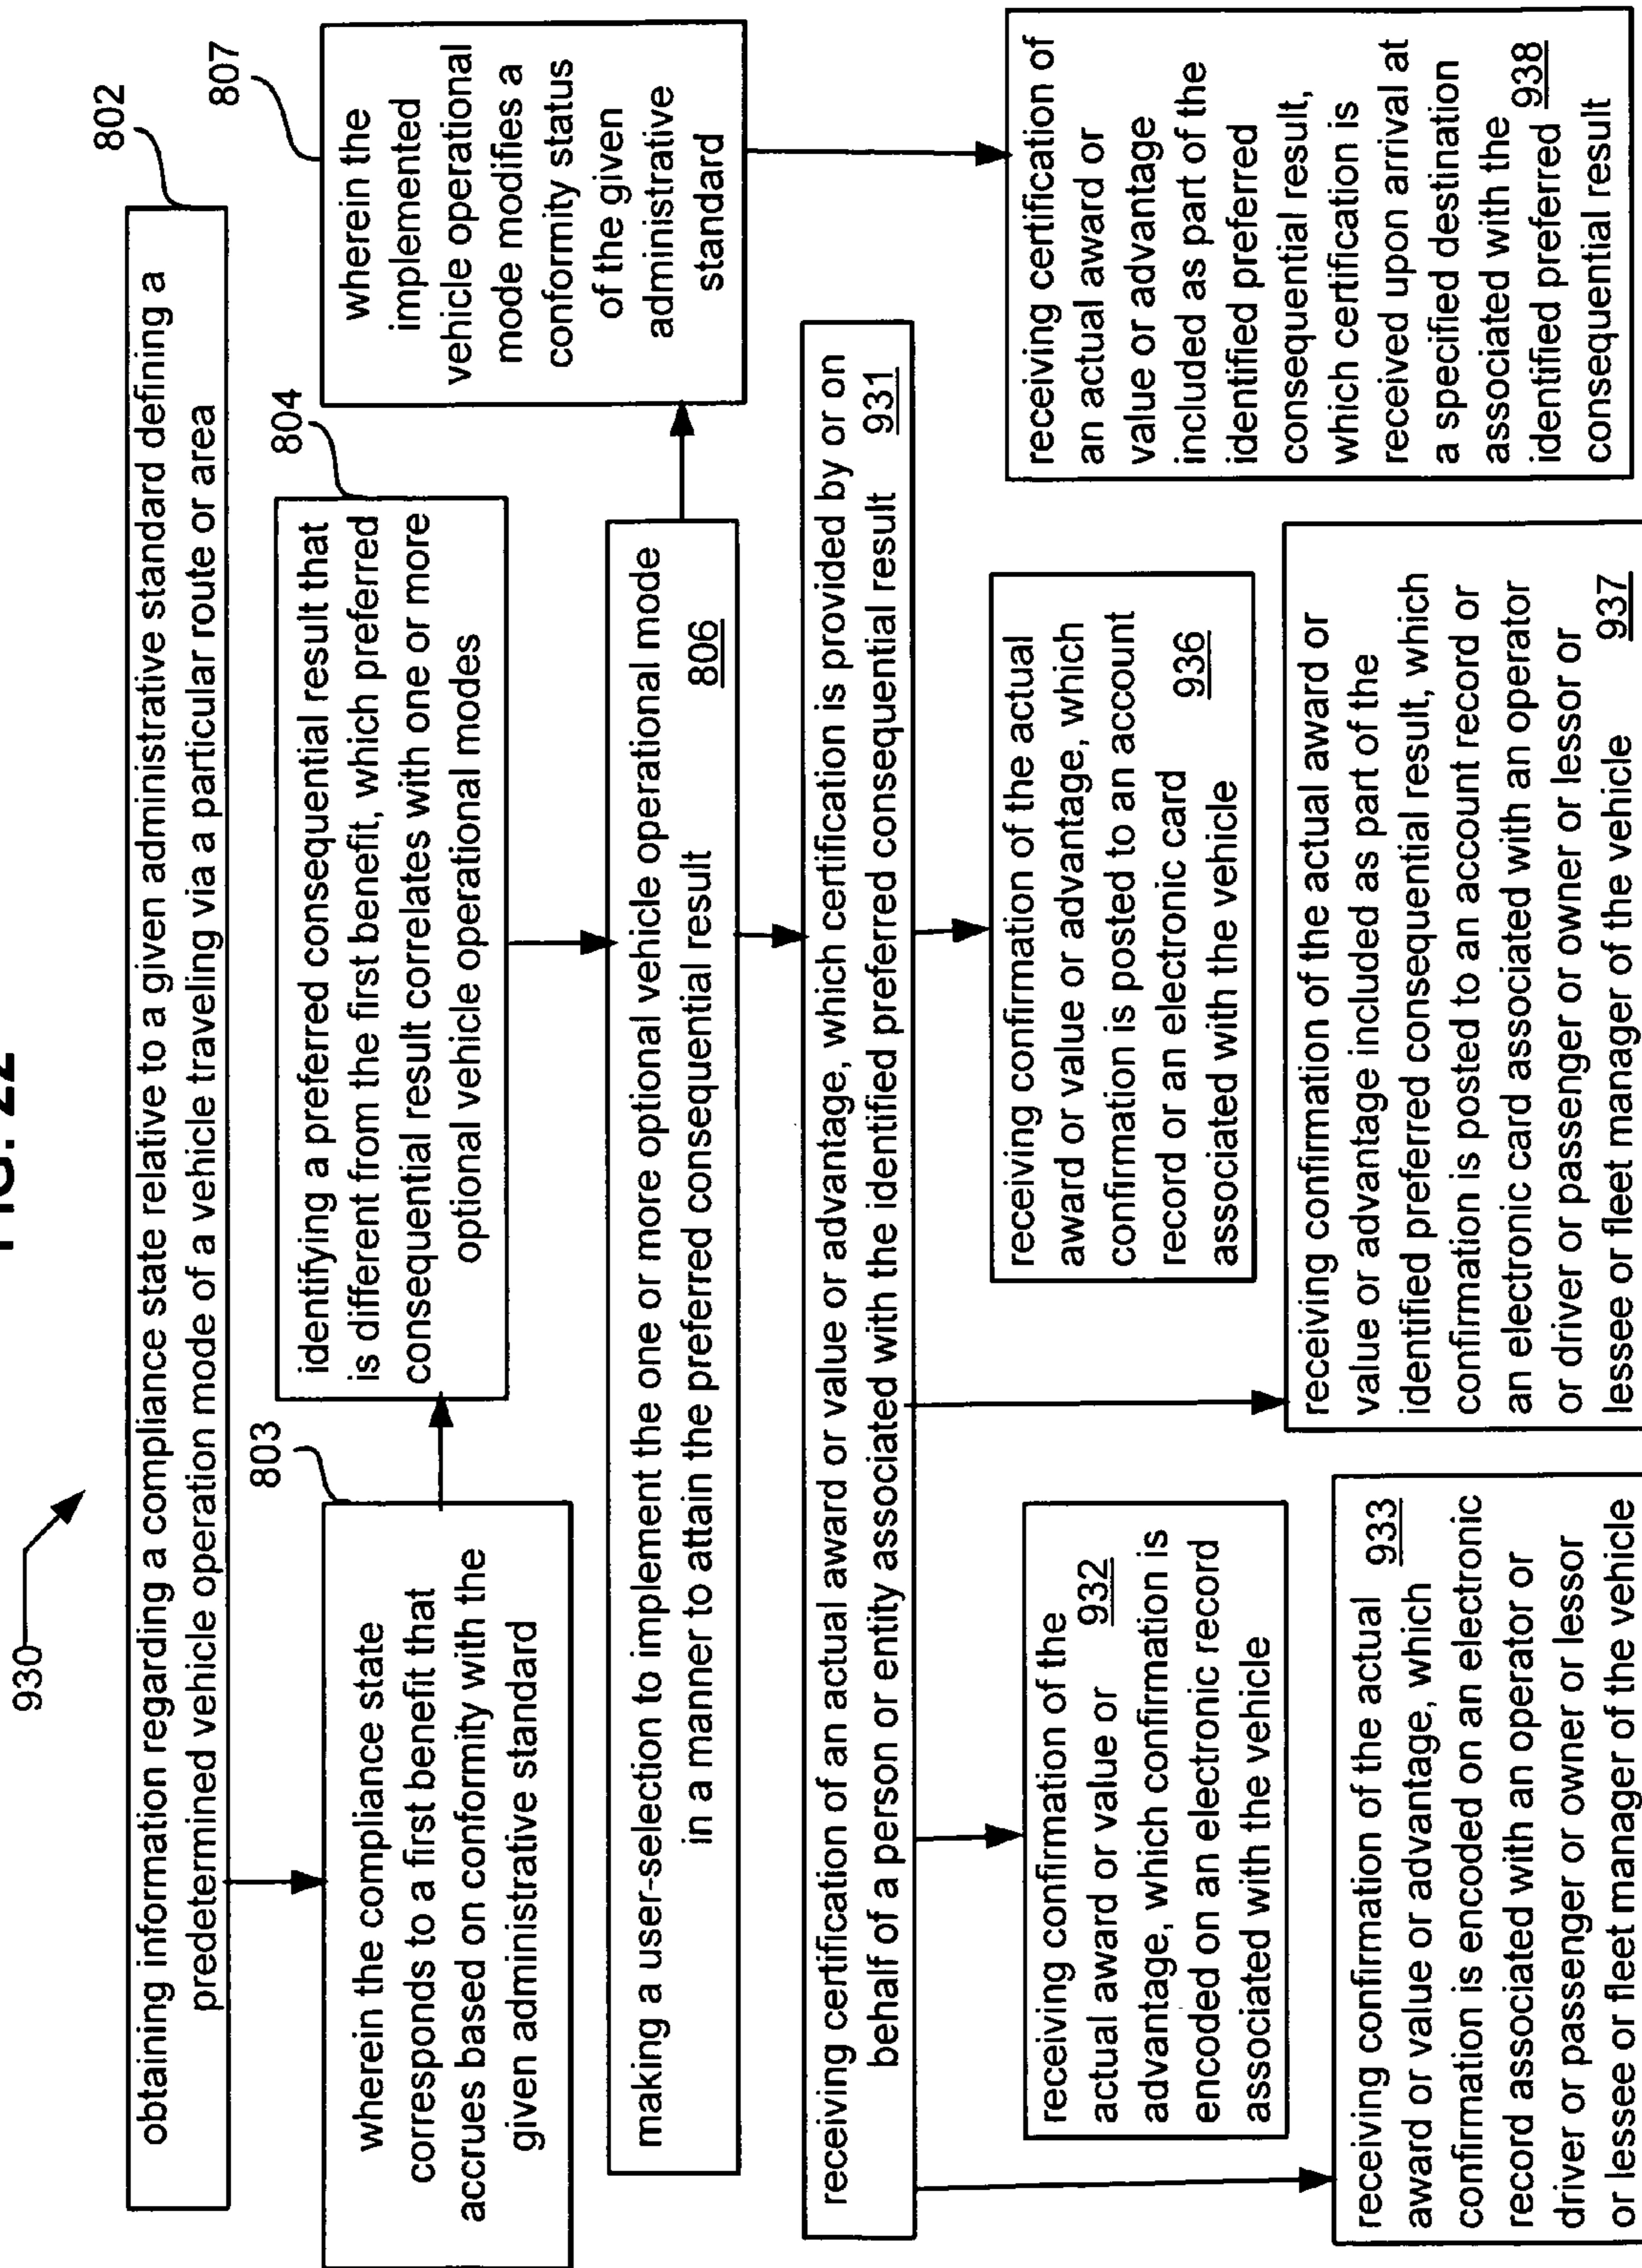 FIG. 22
930
802
obtaining information regarding a compliance state relative to a given administrative standard defining a
predetermined vehicle operation mode of a vehicle traveling via a particular route or area
803
wherein the compliance state
corresponds to a first benefit that
accrues based on conformity with the
given administrative standard
804
identifying a preferred consequential result that
is different from the first benefit, which preferred
consequential result correlates with one or more
optional vehicle operational modes
807
wherein the
implemented
vehicle operational
mode modifies a
conformity status
of the given
administrative
standard
making a user-selection to implement the one or more optional vehicle operational mode
in a manner to attain the preferred consequential result 806
receiving certification of an actual award or value or advantage, which certification is provided by or on
behalf of a person or entity associated with the identified preferred consequential result 931
receiving confirmation of the
actual award or value or 932
advantage, which confirmation is
encoded on an electronic record
associated with the vehicle
receiving confirmation of the actual 933
award or value or advantage, which
confirmation is encoded on an electronic
record associated with an operator or
driver or passenger or owner or lessor
or lessee or fleet manager of the vehicle
receiving confirmation of the actual
award or value or advantage, which
confirmation is posted to an account
record or an electronic card 936
associated with the vehicle
receiving confirmation of the actual award or
value or advantage included as part of the
identified preferred consequential result, which
confirmation is posted to an account record or
an electronic card associated with an operator
or driver or passenger or owner or lessor or
lessee or fleet manager of the vehicle 937
receiving certification of
an actual award or
value or advantage
included as part of the
identified preferred
consequential result,
which certification is
received upon arrival at
a specified destination
associated with the 938
identified preferred
consequential result